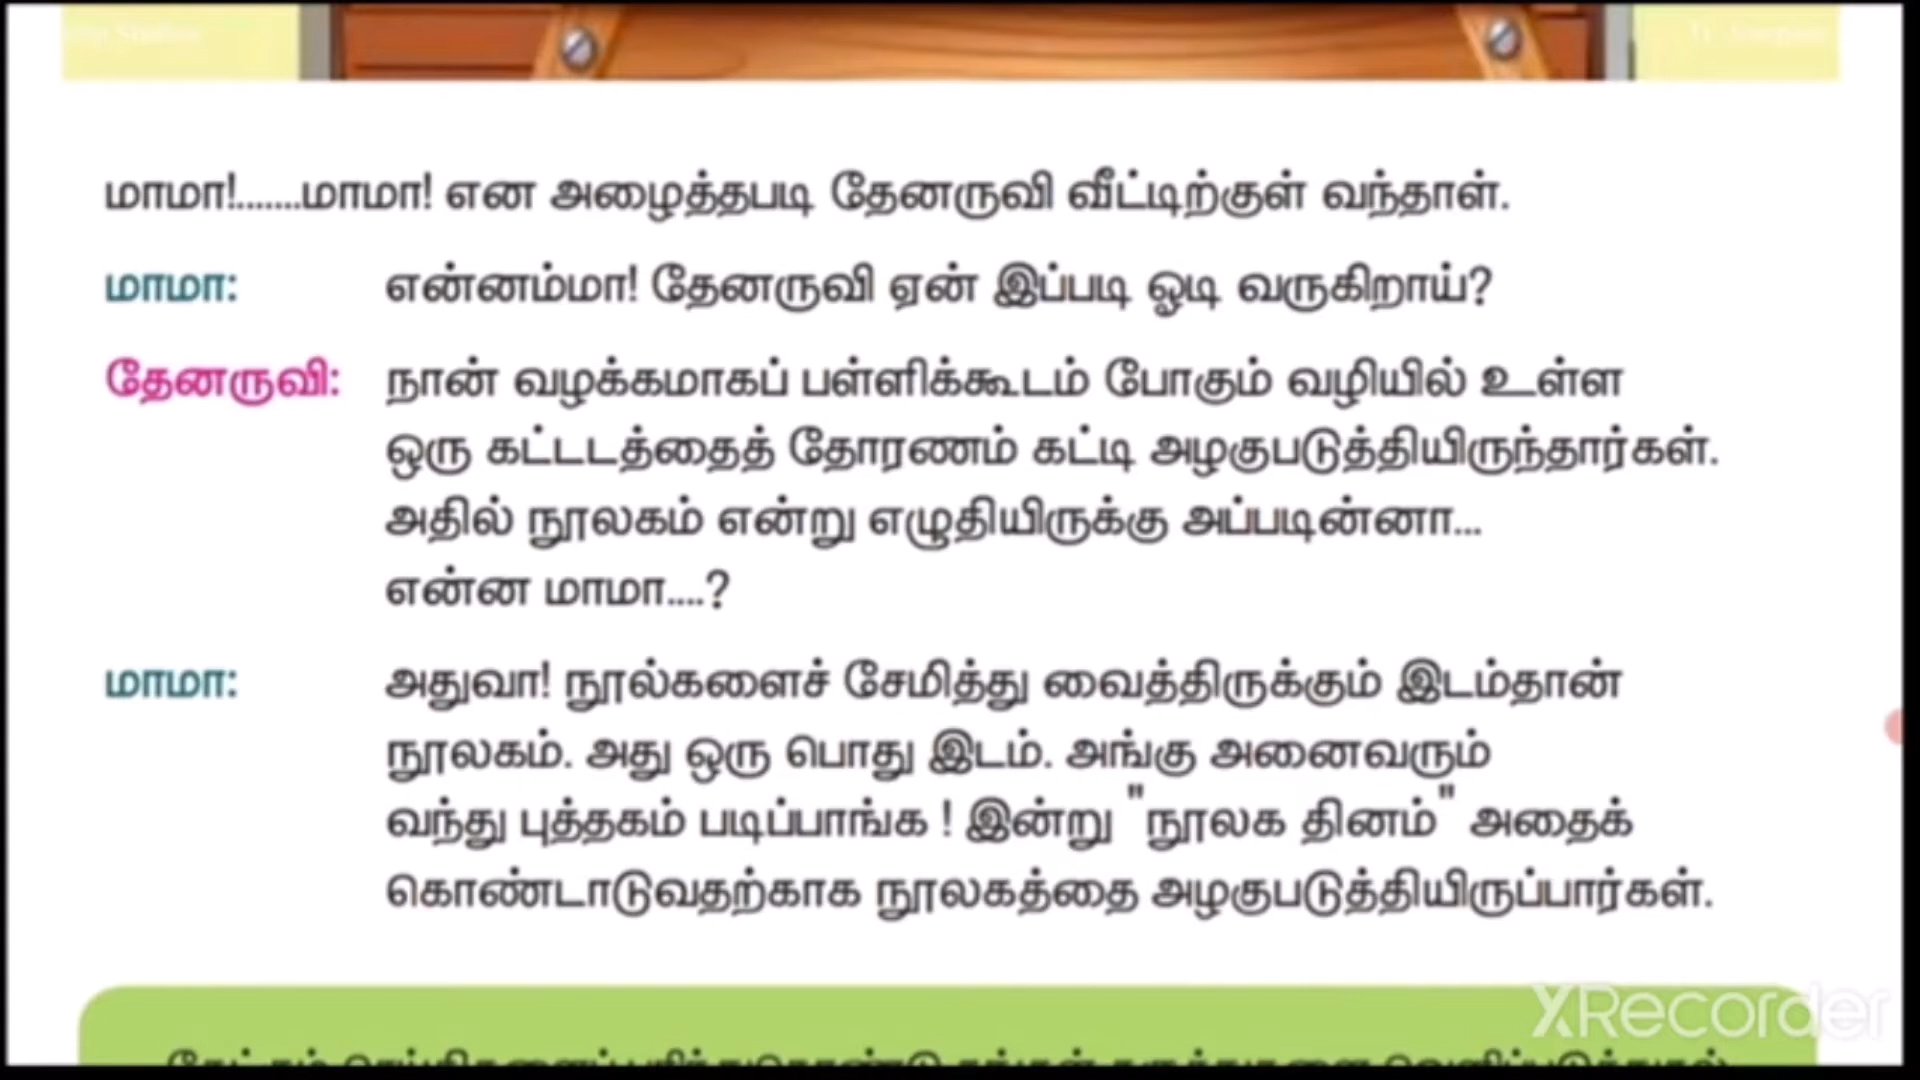 மாமா!.......மாமா! என அழைத்தபடி தேனருவி வீட்டிற்குள் வந்தாள்.
மாமா: என்னம்மா! தேனருவி ஏன் இப்படி ஓடி வருகிறாய்?
தேனருவி: நான் வழக்கமாகப் பள்ளிக்கூடம் போகும் வழியில் உள்ள
ஒரு கட்டடத்தைத் தோரணம் கட்டி அழகுபடுத்தியிருந்தார்கள்.
அதில் நூலகம் என்று எழுதியிருக்கு அப்படின்னா...
என்ன மாமா....?
மாமா: அதுவா! நூல்களைச் சேமித்து வைத்திருக்கும் இடம்தான்
நூலகம். அது ஒரு பொது இடம். அங்கு அனைவரும்
வந்து புத்தகம் படிப்பாங்க ! இன்று "நூலக தினம்" அதைக்
கொண்டாடுவதற்காக நூலகத்தை அழகுபடுத்தியிருப்பார்கள்.
XRecorder